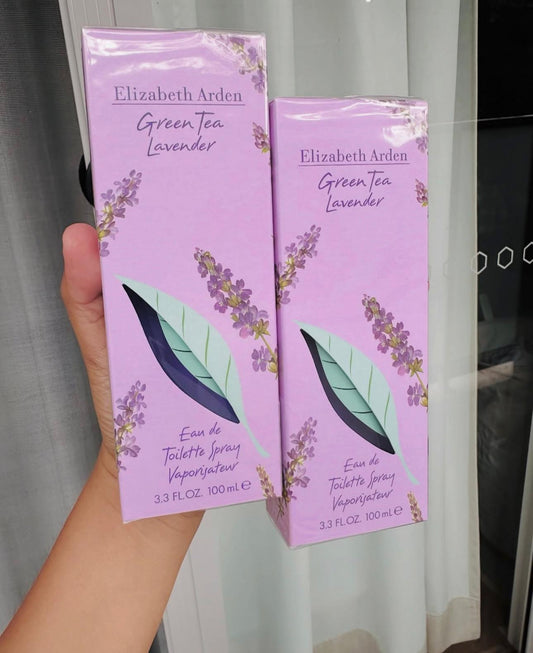 Elizabeth Arden
Green Tea
Lavender
Eau de
Toilette Spray
Vaporisateur
3.3 FL.OZ. 100 mL e
Elizabeth Arden
Green Tea
Lavender
Eau de
Toilette Spray
Vaporisateur
3.3 FL.OZ. 100 mL e